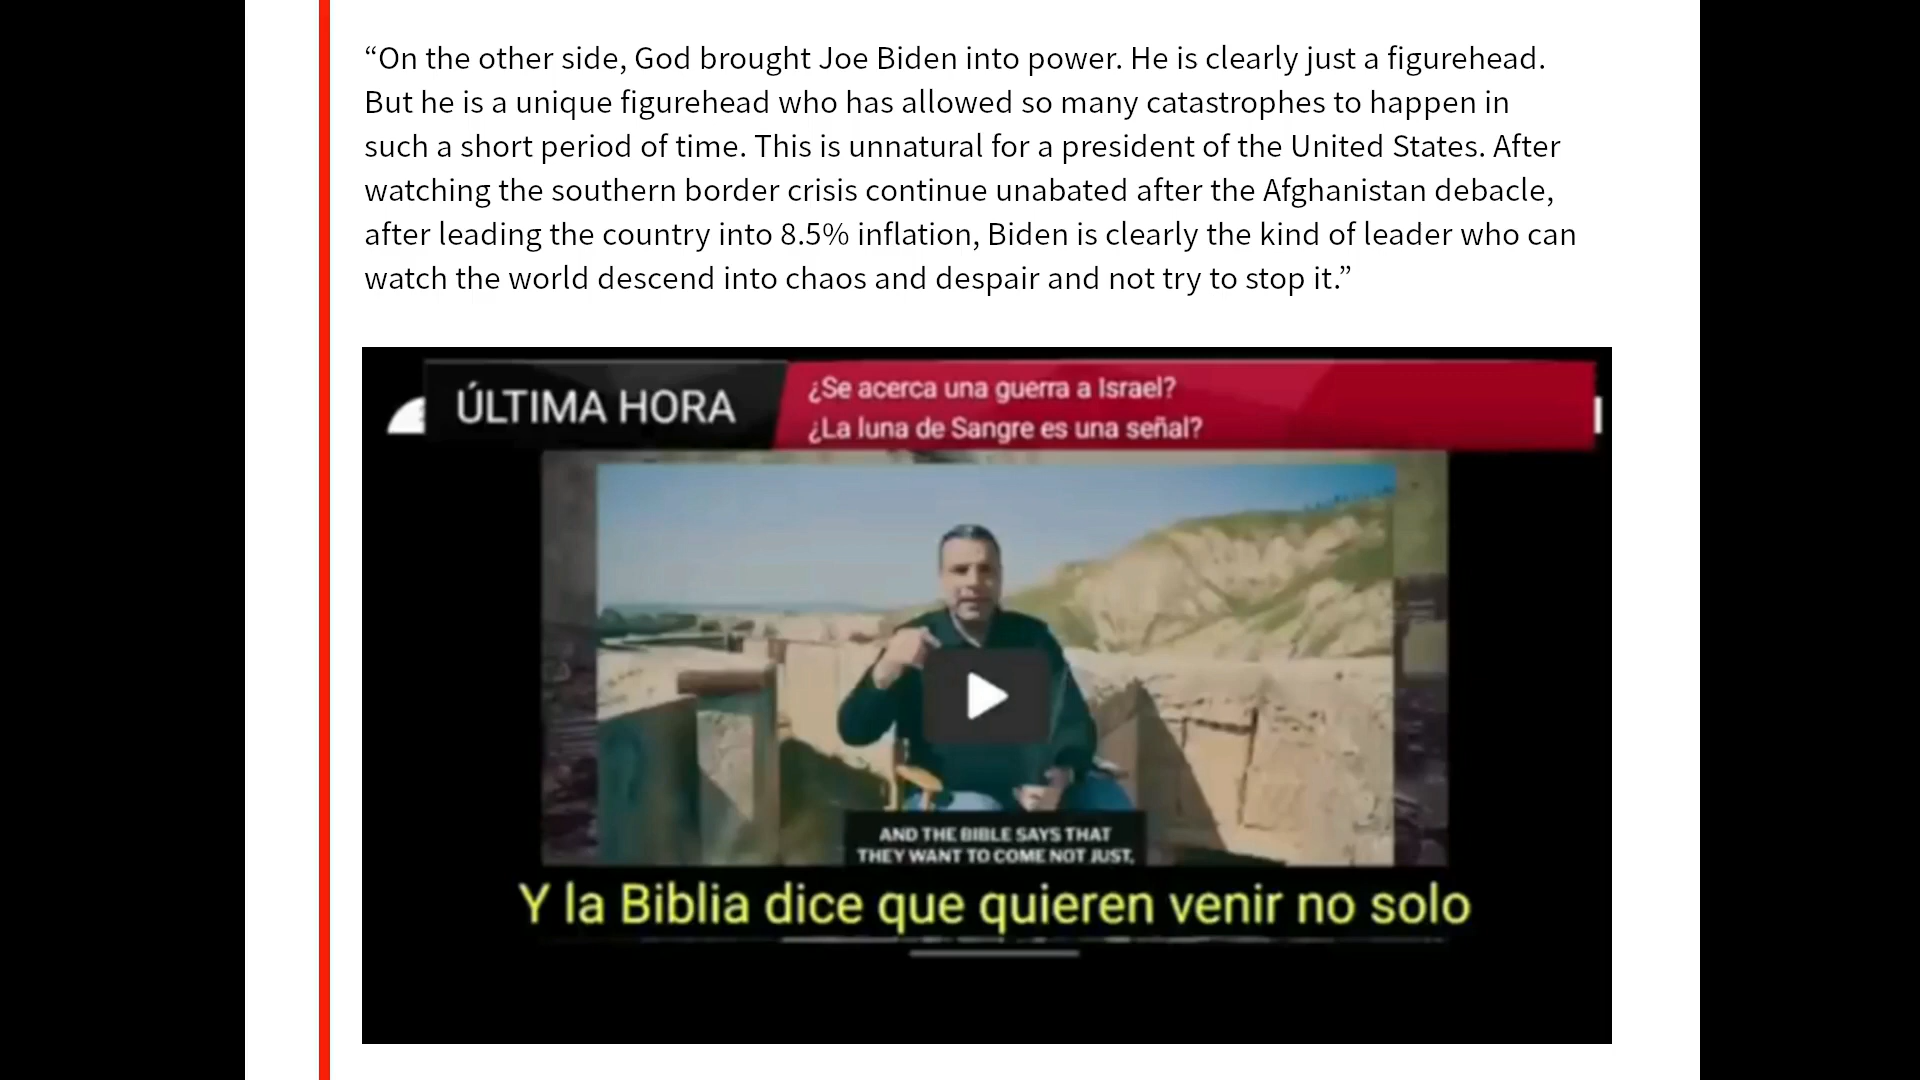 “On the other side, God brought Joe Biden into power. He is clearly just a figurehead.
But he is a unique figurehead who has allowed so many catastrophes to happen in
such a short period of time. This is unnatural for a president of the United States. After
watching the southern border crisis continue unabated after the Afghanistan debacle,
after leading the country into 8.5% inflation, Biden is clearly the kind of leader who can
watch the world descend into chaos and despair and not try to stop it.”
ÚLTIMA HORA
¿Se acerca una guerra a Israel?
¿La luna de Sangre es una señal?
AND THE BIBLE SAYS THAT
THEY WANT TO COME NOT JUST,
Y la Biblia dice que quieren venir no solo